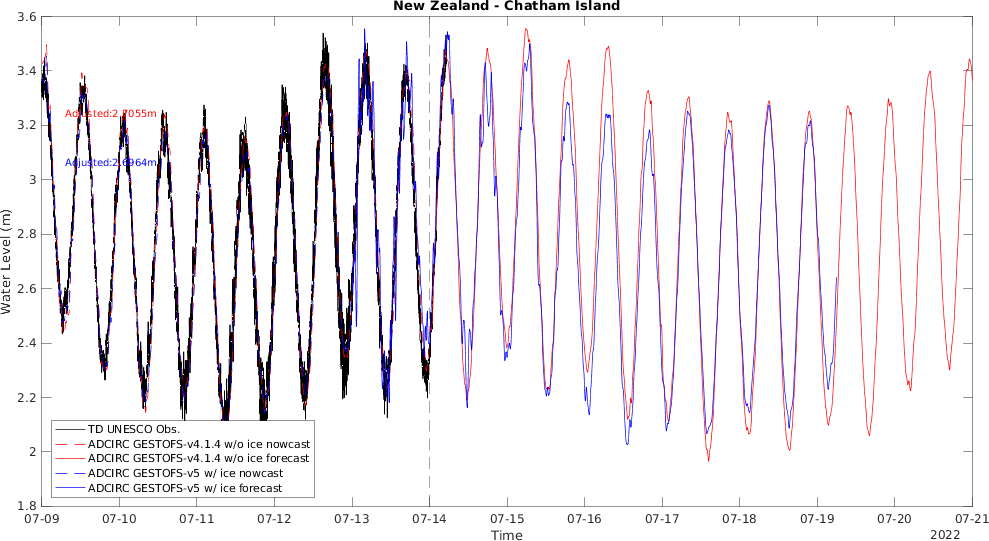 New Zealand - Chatham Island
3.6
3.4
3.2
3
2.8
2.6
2.4
2.2
2
1.8
Water Level (m)
Adjusted:2.7055m
Adjusted:2.6964m
TD UNESCO Obs.
ADCIRC GESTOFS-v4.1.4 w/o ice nowcast
ADCIRC GESTOFS-v4.1.4 w/o ice forecast
ADCIRC GESTOFS-v5 w/ ice nowcast
ADCIRC GESTOFS-v5 w/ ice forecast
07-09 07-10 07-11 07-12 07-13 07-14 07-15 07-16 07-17 07-18 07-19 07-20 07-21
Time
2022